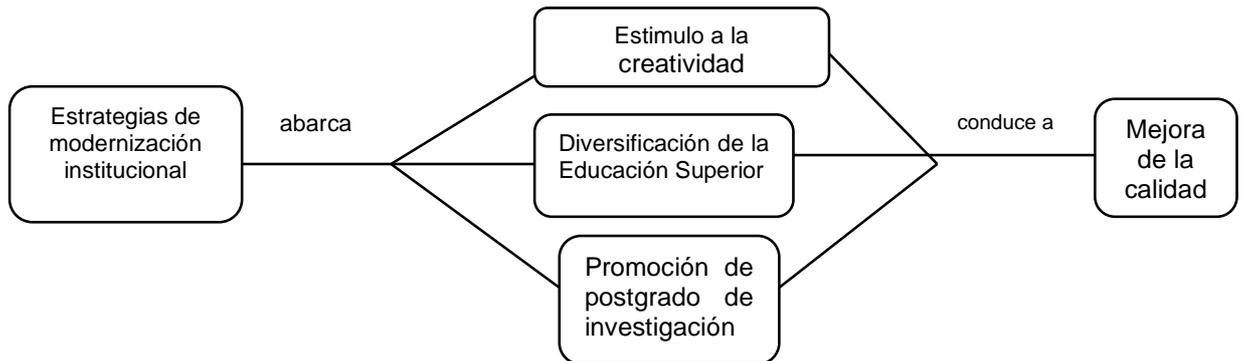 Estrategias de
modernización
institucional
abarca
Estimulo a la
creatividad
Diversificación de la
Educación Superior
Promoción de
postgrado de
investigación
conduce a
Mejora
de la
calidad